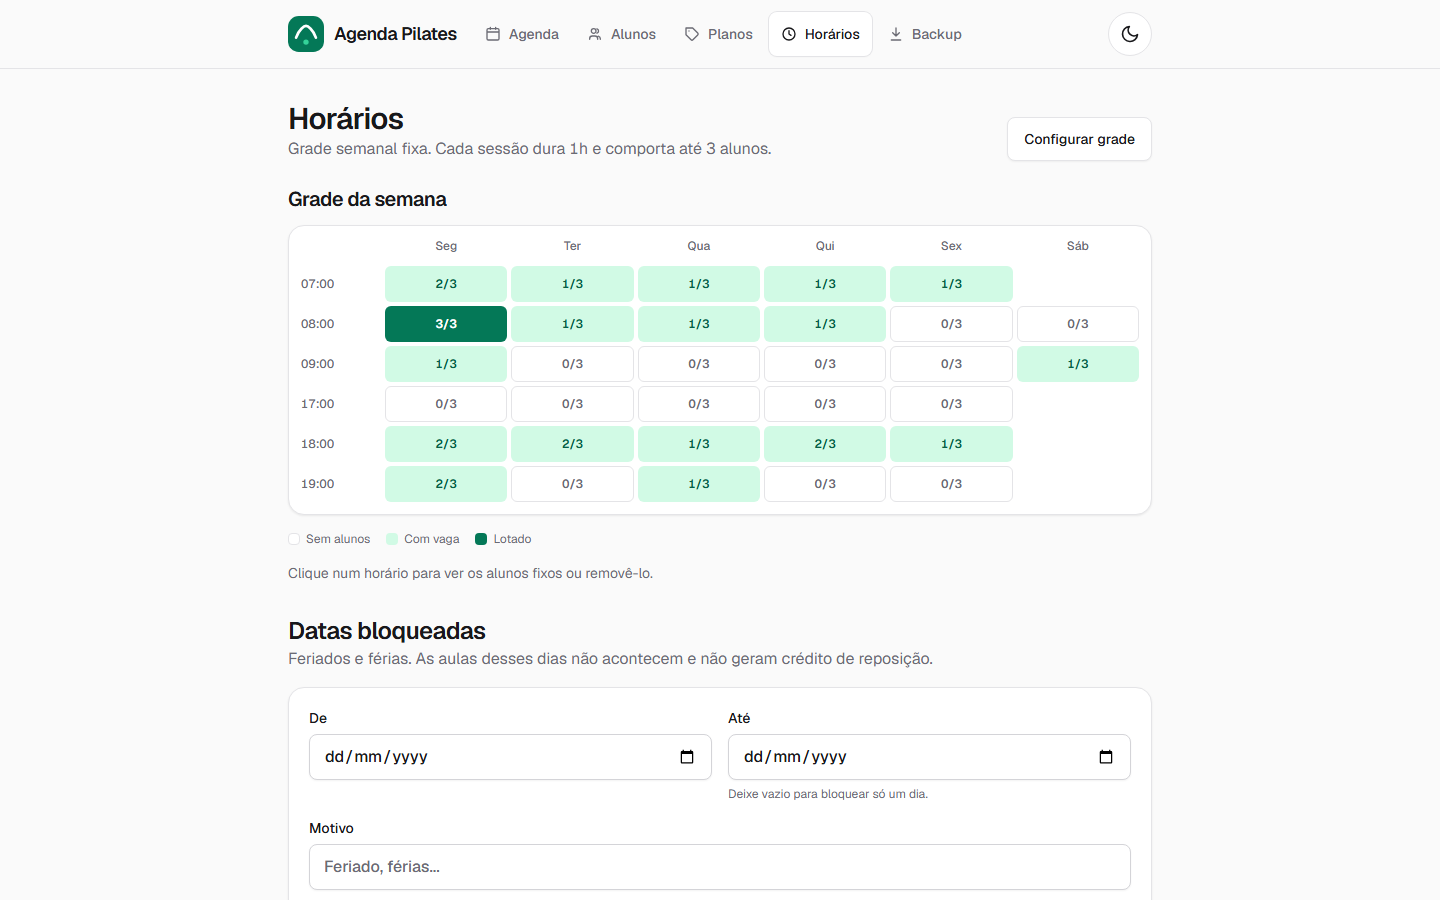 Agenda Pilates Agenda Alunos Planos Horários Backup
Horários
Grade semanal fixa. Cada sessão dura 1h e comporta até 3 alunos.
Configurar grade
Grade da semana
Seg Ter Qua Qui Sex Sáb
07:00 2/3 1/3 1/3 1/3 1/3
08:00 3/3 1/3 1/3 1/3 0/3 0/3
09:00 1/3 0/3 0/3 0/3 0/3 1/3
17:00 0/3 0/3 0/3 0/3 0/3
18:00 2/3 2/3 1/3 2/3 1/3
19:00 2/3 0/3 1/3 0/3 0/3
Sem alunos Com vaga Lotado
Clique num horário para ver os alunos fixos ou removê-lo.
Datas bloqueadas
Feriados e férias. As aulas desses dias não acontecem e não geram crédito de reposição.
De Até
dd/mm/yyyy dd/mm/yyyy
Deixe vazio para bloquear só um dia.
Motivo
Feriado, férias...